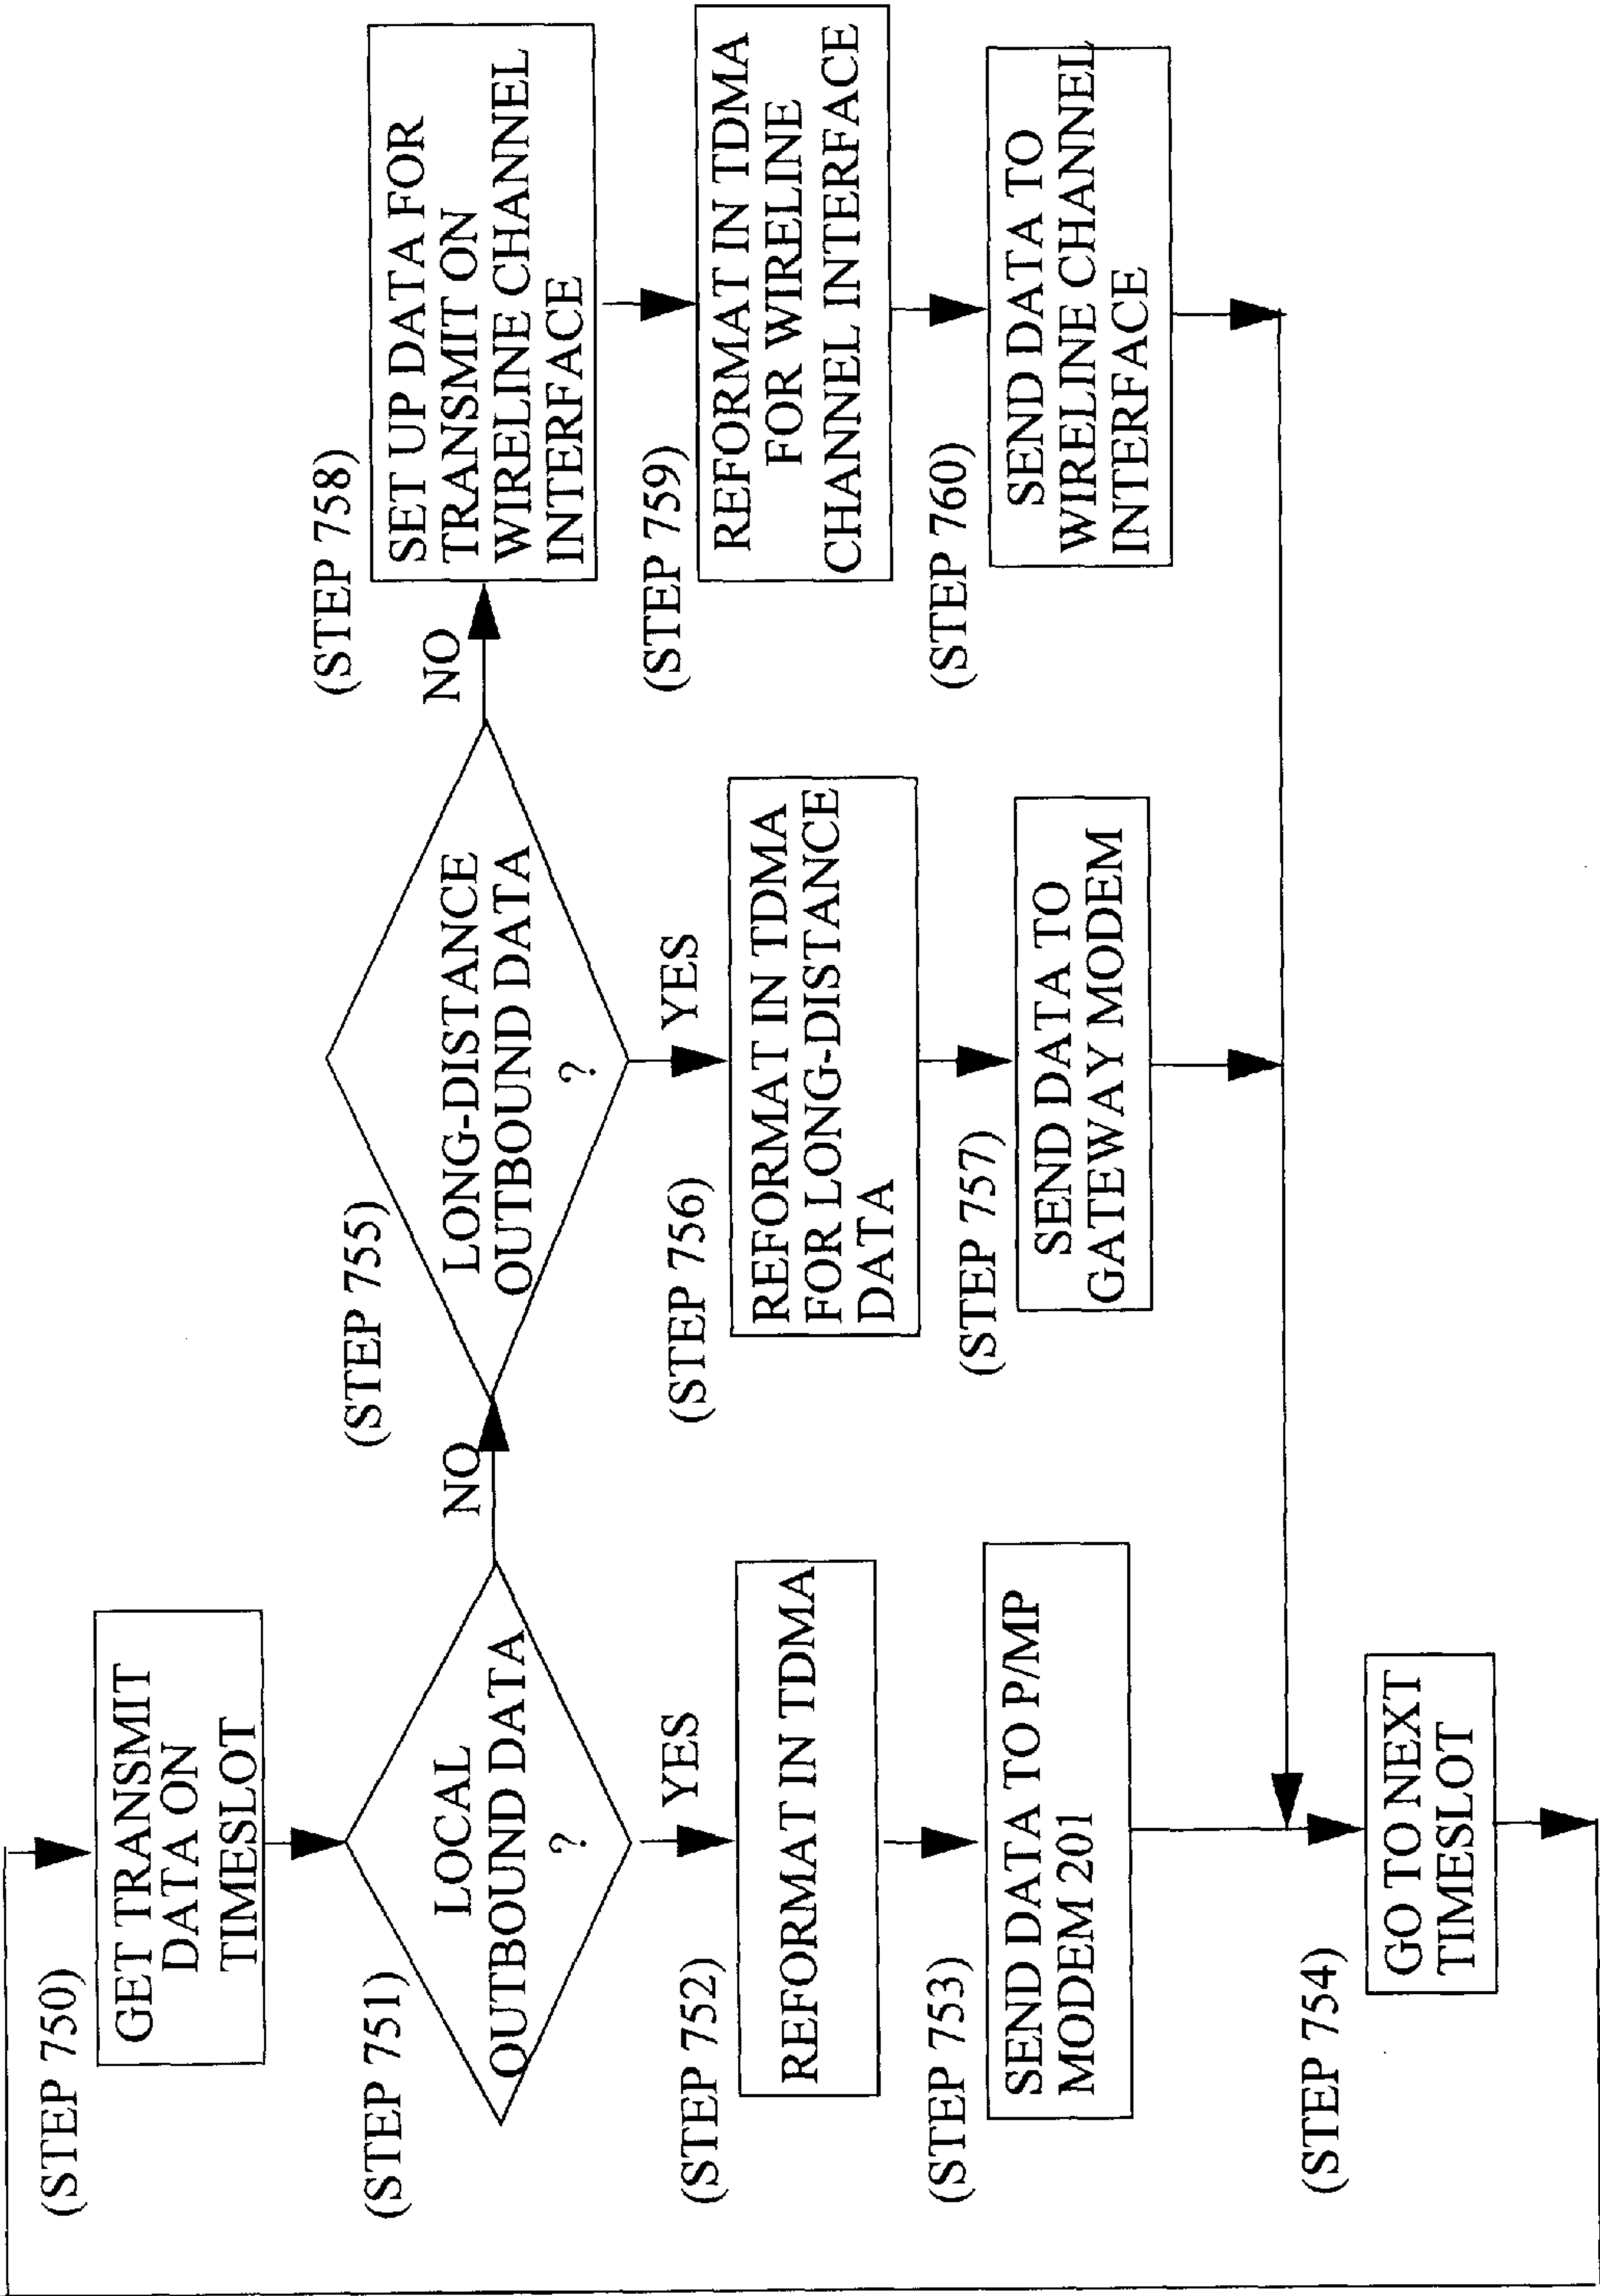 (STEP 750)
GET TRANSMIT
DATA ON
TIMESLOT
(STEP 751)
LOCAL
OUTBOUND DATA
?
NO
YES
(STEP 752)
REFORMAT IN TDMA
(STEP 753)
SEND DATA TO P/MP
MODEM 201
(STEP 754)
GO TO NEXT
TIMESLOT
(STEP 755)
LONG-DISTANCE
OUTBOUND DATA
?
NO
YES
(STEP 756)
REFORMAT IN TDMA
FOR LONG-DISTANCE
DATA
(STEP 757)
SEND DATA TO
GATEWAY MODEM
(STEP 758)
SET UP DATA FOR
TRANSMIT ON
WIRELINE CHANNEL
INTERFACE
(STEP 759)
REFORMAT IN TDMA
FOR WIRELINE
CHANNEL INTERFACE
(STEP 760)
SEND DATA TO
WIRELINE CHANNEL
INTERFACE